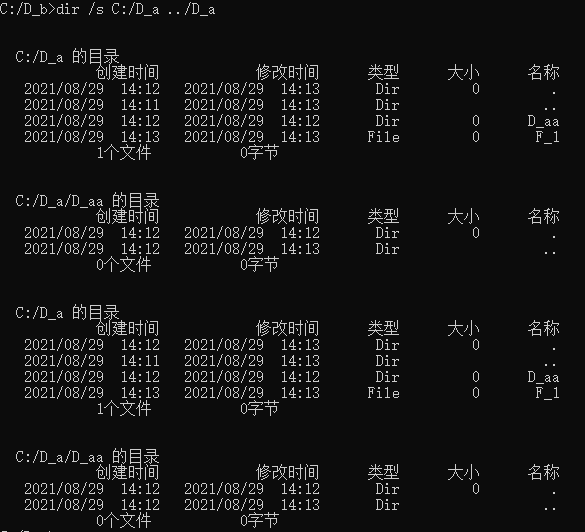 C:/D_b>dir /s C:/D_a ../D_a
C:/D_a 的目录
创建时间 修改时间 类型 大小 名称
2021/08/29 14:12 2021/08/29 14:13 Dir 0 .
2021/08/29 14:11 2021/08/29 14:13 Dir ..
2021/08/29 14:12 2021/08/29 14:12 Dir 0 D_aa
2021/08/29 14:13 2021/08/29 14:13 File 0 F_1
1个文件 0字节
C:/D_a/D_aa 的目录
创建时间 修改时间 类型 大小 名称
2021/08/29 14:12 2021/08/29 14:12 Dir 0 .
2021/08/29 14:12 2021/08/29 14:13 Dir ..
0个文件 0字节
C:/D_a 的目录
创建时间 修改时间 类型 大小 名称
2021/08/29 14:12 2021/08/29 14:13 Dir 0 .
2021/08/29 14:11 2021/08/29 14:13 Dir ..
2021/08/29 14:12 2021/08/29 14:12 Dir 0 D_aa
2021/08/29 14:13 2021/08/29 14:13 File 0 F_1
1个文件 0字节
C:/D_a/D_aa 的目录
创建时间 修改时间 类型 大小 名称
2021/08/29 14:12 2021/08/29 14:12 Dir 0 .
2021/08/29 14:12 2021/08/29 14:13 Dir ..
0个文件 0字节